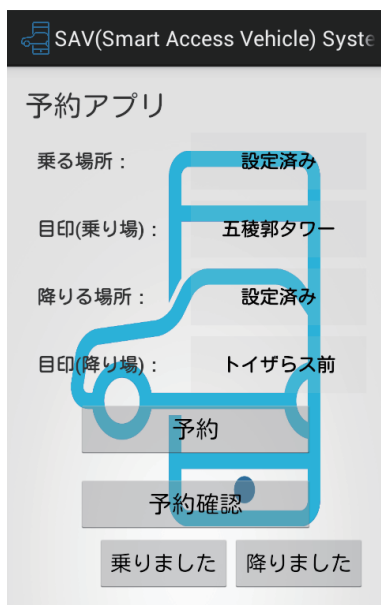 SAV(Smart Access Vehicle) Syste
予約アプリ
乗る場所： 設定済み
目印(乗り場)： 五稜郭タワー
降りる場所： 設定済み
目印(降り場)： トイザらス前
予約
予約確認
乗りました 降りました